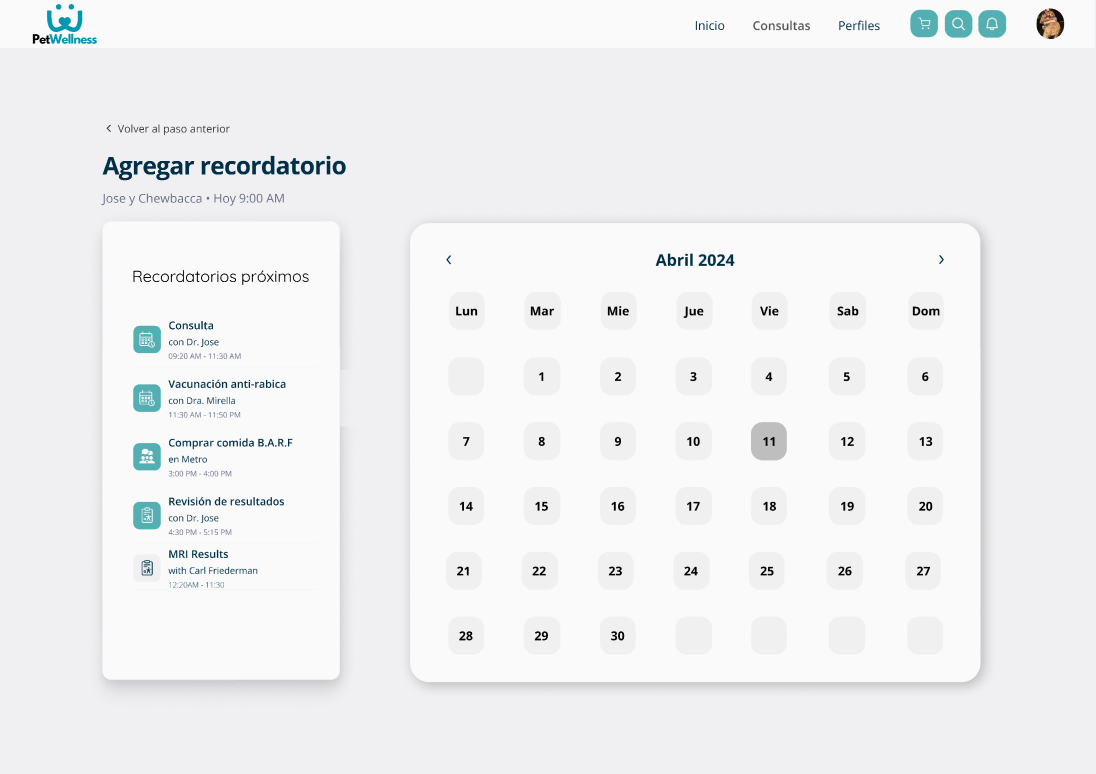 PetWellness
Inicio Consultas Perfiles
Volver al paso anterior
Agregar recordatorio
Jose y Chewbacca • Hoy 9:00 AM
Recordatorios próximos
Consulta
con Dr. Jose
09:20 AM - 11:30 AM
Vacunación anti-rabica
con Dra. Mirella
11:30 AM - 11:50 PM
Comprar comida B.A.R.F
en Metro
3:00 PM - 4:00 PM
Revisión de resultados
con Dr. Jose
4:30 PM - 5:15 PM
MRI Results
with Carl Friederman
12:20AM - 11:30
Abril 2024
Lun Mar Mie Jue Vie Sab Dom
1 2 3 4 5 6
7 8 9 10 11 12 13
14 15 16 17 18 19 20
21 22 23 24 25 26 27
28 29 30